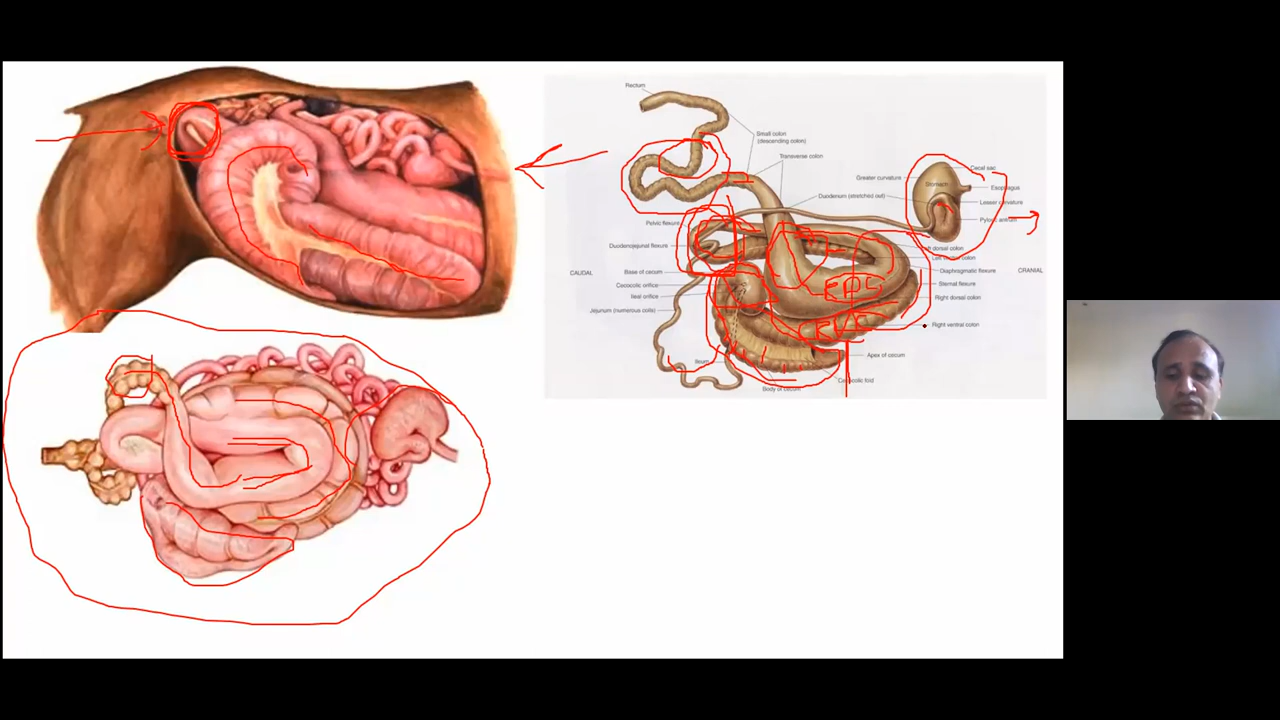 Rectum
Small colon
(descending colon)
Transverse colon
Cecal sac
Greater curvature
Stomach
Esophagus
Duodenum (stretched out)
Lesser curvature
Pelvic flexure
Pyloric antrum
Duodenojejunal flexure
Left dorsal colon
CAUDAL
Base of cecum
Diaphragmatic flexure
CRANIAL
Cecocolic orifice
Sternal flexure
Ileal orifice
Right dorsal colon
Jejunum (numerous coils)
Right ventral colon
Apex of cecum
Ileum
Cecocolic fold
Body of cecum